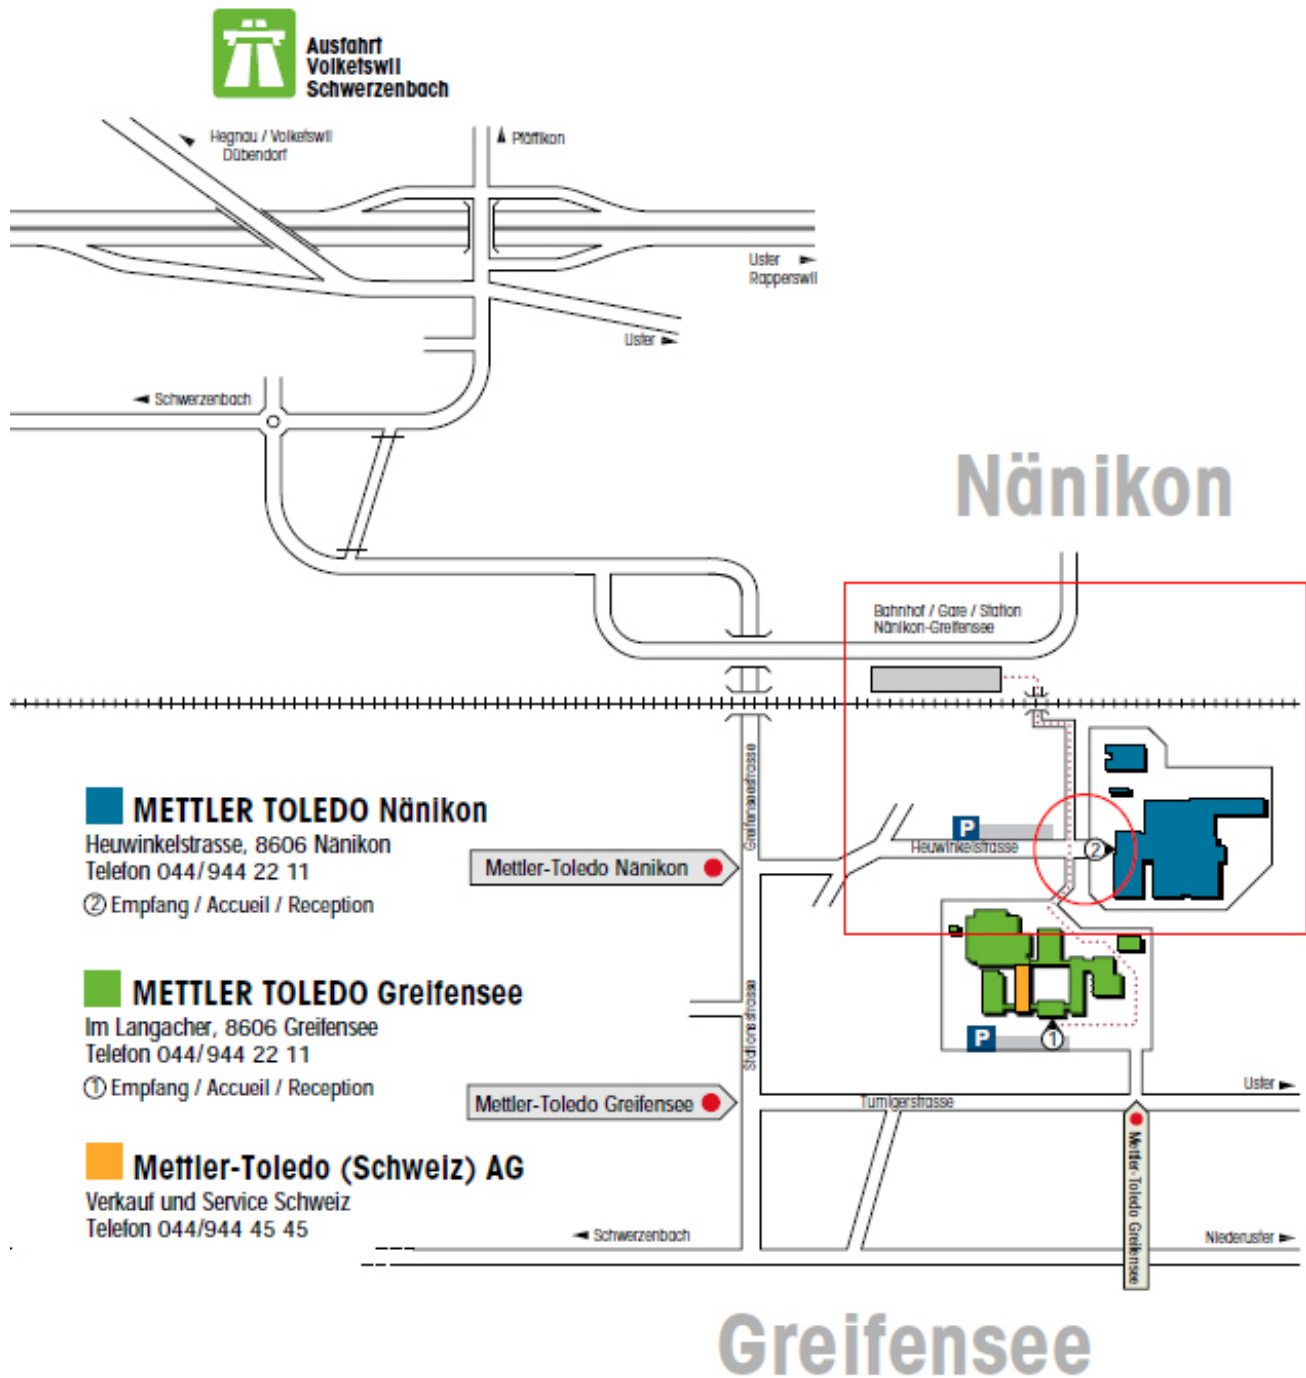 Ausfahrt
Volketswil
Schwerzenbach
Hegnau / Volketswil
Dübendorf
Pfäffikon
Uster
Rapperswil
Uster
Schwerzenbach
Nänikon
Bahnhof / Gare / Station
Nänikon-Greifensee
Greifenseestrasse
P
Heuwinkelstrasse
2
METTLER TOLEDO Nänikon
Heuwinkelstrasse, 8606 Nänikon
Telefon 044/944 22 11
2 Empfang / Accueil / Reception
Mettler-Toledo Nänikon
METTLER TOLEDO Greifensee
Im Langacher, 8606 Greifensee
Telefon 044/944 22 11
1 Empfang / Accueil / Reception
Stationsstrasse
P
1
Mettler-Toledo Greifensee
Uster
Turnigerstrasse
Mettler-Toledo Greifensee
Mettler-Toledo (Schweiz) AG
Verkauf und Service Schweiz
Telefon 044/944 45 45
Schwerzenbach
Niederuster
Greifensee